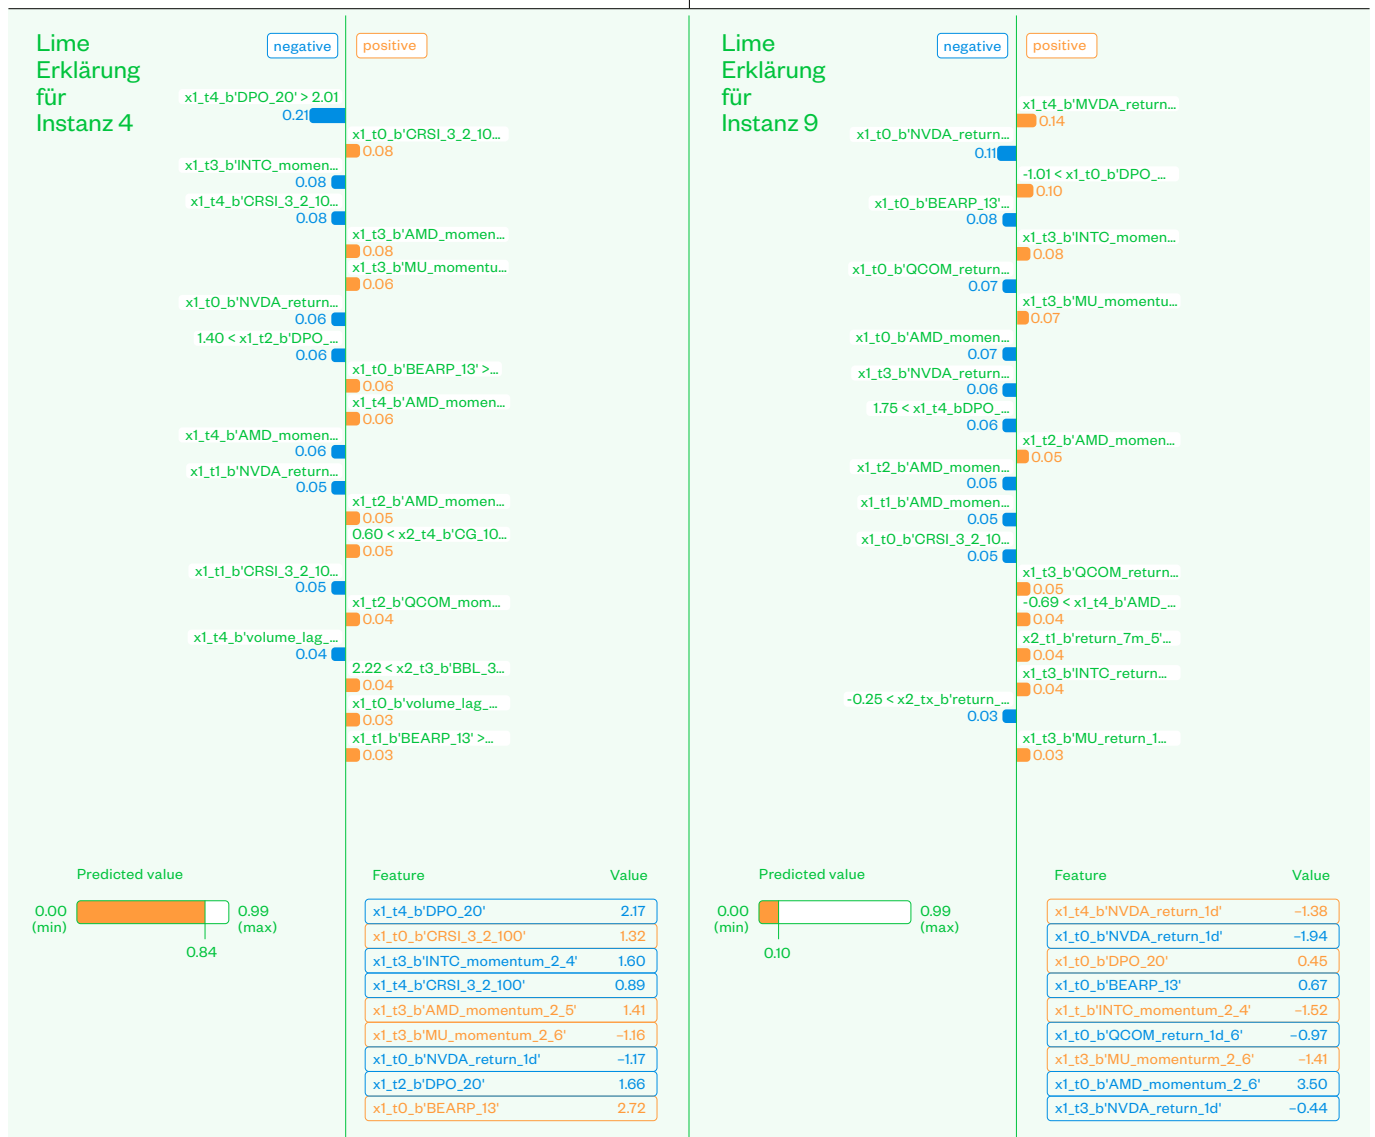 Lime
Erklärung
für
Instanz 4
negative
positive
x1_t4_b'DPO_20' > 2.01
0.21
x1_t0_b'CRSI_3_2_10...
0.08
x1_t3_b'INTC_momen...
0.08
x1_t4_b'CRSI_3_2_10...
0.08
x1_t3_b'AMD_momen...
0.08
x1_t3_b'MU_momentu...
0.06
x1_t0_b'NVDA_return...
0.06
1.40 < x1_t2_b'DPO_...
0.06
x1_t0_b'BEARP_13' >...
0.06
x1_t4_b'AMD_momen...
0.06
x1_t4_b'AMD_momen...
0.06
x1_t1_b'NVDA_return...
0.05
x1_t2_b'AMD_momen...
0.05
0.60 < x2_t4_b'CG_10...
0.05
x1_t1_b'CRSI_3_2_10...
0.05
x1_t2_b'QCOM_mom...
0.04
x1_t4_b'volume_lag_...
0.04
2.22 < x2_t3_b'BBL_3...
0.04
x1_t0_b'volume_lag_...
0.03
x1_t1_b'BEARP_13' >...
0.03
Predicted value
0.00
(min)
0.99
(max)
0.84
Feature Value
x1_t4_b'DPO_20' 2.17
x1_t0_b'CRSI_3_2_100' 1.32
x1_t3_b'INTC_momentum_2_4' 1.60
x1_t4_b'CRSI_3_2_100' 0.89
x1_t3_b'AMD_momentum_2_5' 1.41
x1_t3_b'MU_momentum_2_6' −1.16
x1_t0_b'NVDA_return_1d' −1.17
x1_t2_b'DPO_20' 1.66
x1_t0_b'BEARP_13' 2.72
Lime
Erklärung
für
Instanz 9
negative
positive
x1_t4_b'MVDA_return...
0.14
x1_t0_b'NVDA_return...
0.11
-1.01 < x1_t0_b'DPO_...
0.10
x1_t0_b'BEARP_13'...
0.08
x1_t3_b'INTC_momen...
0.08
x1_t0_b'QCOM_return...
0.07
x1_t3_b'MU_momentu...
0.07
x1_t0_b'AMD_momen...
0.07
x1_t3_b'NVDA_return...
0.06
1.75 < x1_t4_bDPO_...
0.06
x1_t2_b'AMD_momen...
0.05
x1_t2_b'AMD_momen...
0.05
x1_t1_b'AMD_momen...
0.05
x1_t0_b'CRSI_3_2_10...
0.05
x1_t3_b'QCOM_return...
0.05
-0.69 < x1_t4_b'AMD_...
0.04
x2_t1_b'return_7m_5'...
0.04
x1_t3_b'INTC_return...
0.04
-0.25 < x2_tx_b'return_...
0.03
x1_t3_b'MU_return_1...
0.03
Predicted value
0.00
(min)
0.99
(max)
0.10
Feature Value
x1_t4_b'NVDA_return_1d' −1.38
x1_t0_b'NVDA_return_1d' −1.94
x1_t0_b'DPO_20' 0.45
x1_t0_b'BEARP_13' 0.67
x1_t_b'INTC_momentum_2_4' −1.52
x1_t0_b'QCOM_return_1d_6' −0.97
x1_t3_b'MU_momenturm_2_6' −1.41
x1_t0_b'AMD_momentum_2_6' 3.50
x1_t3_b'NVDA_return_1d' −0.44